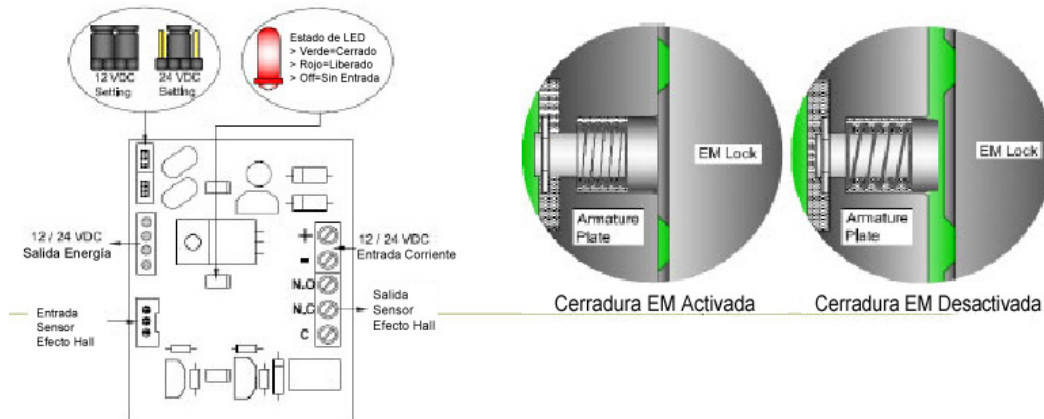 12 VDC
Setting
24 VDC
Setting
Estado de LED
> Verde=Cerrado
> Rojo=Liberado
> Off=Sin Entrada
12 / 24 VDC
Salida Energía
Entrada
Sensor
Efecto Hall
+
-
N.O
N.C
C
12 / 24 VDC
Entrada Corriente
Salida
Sensor
Efecto Hall
EM Lock
Armature
Plate
Cerradura EM Activada
EM Lock
Armature
Plate
Cerradura EM Desactivada